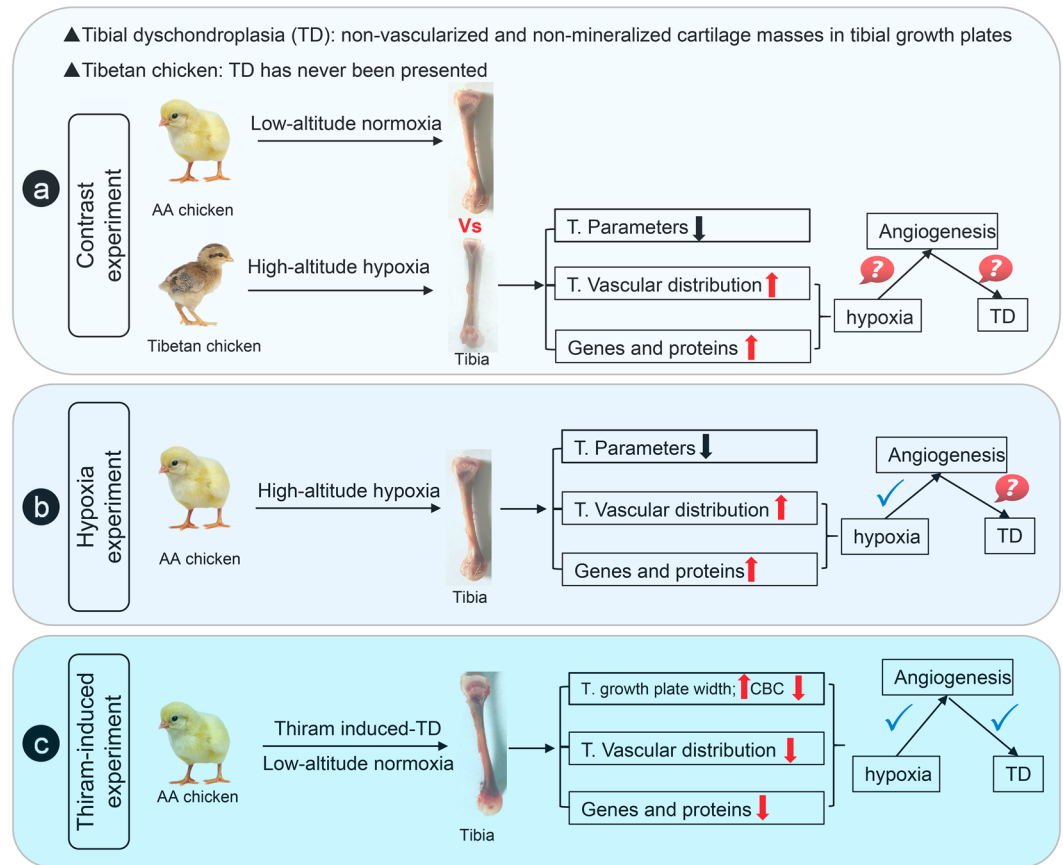 ▲Tibial dyschondroplasia (TD): non-vascularized and non-mineralized cartilage masses in tibial growth plates
▲Tibetan chicken: TD has never been presented
a
Contrast
experiment
AA chicken
Low-altitude normoxia
Vs
Tibetan chicken
High-altitude hypoxia
Tibia
T. Parameters
T. Vascular distribution
Genes and proteins
Angiogenesis
?
?
hypoxia
TD
b
Hypoxia
experiment
AA chicken
High-altitude hypoxia
Tibia
T. Parameters
T. Vascular distribution
Genes and proteins
Angiogenesis
?
hypoxia
TD
c
Thiram-induced
experiment
AA chicken
Thiram induced-TD
Low-altitude normoxia
Tibia
T. growth plate width; CBC
T. Vascular distribution
Genes and proteins
Angiogenesis
hypoxia
TD